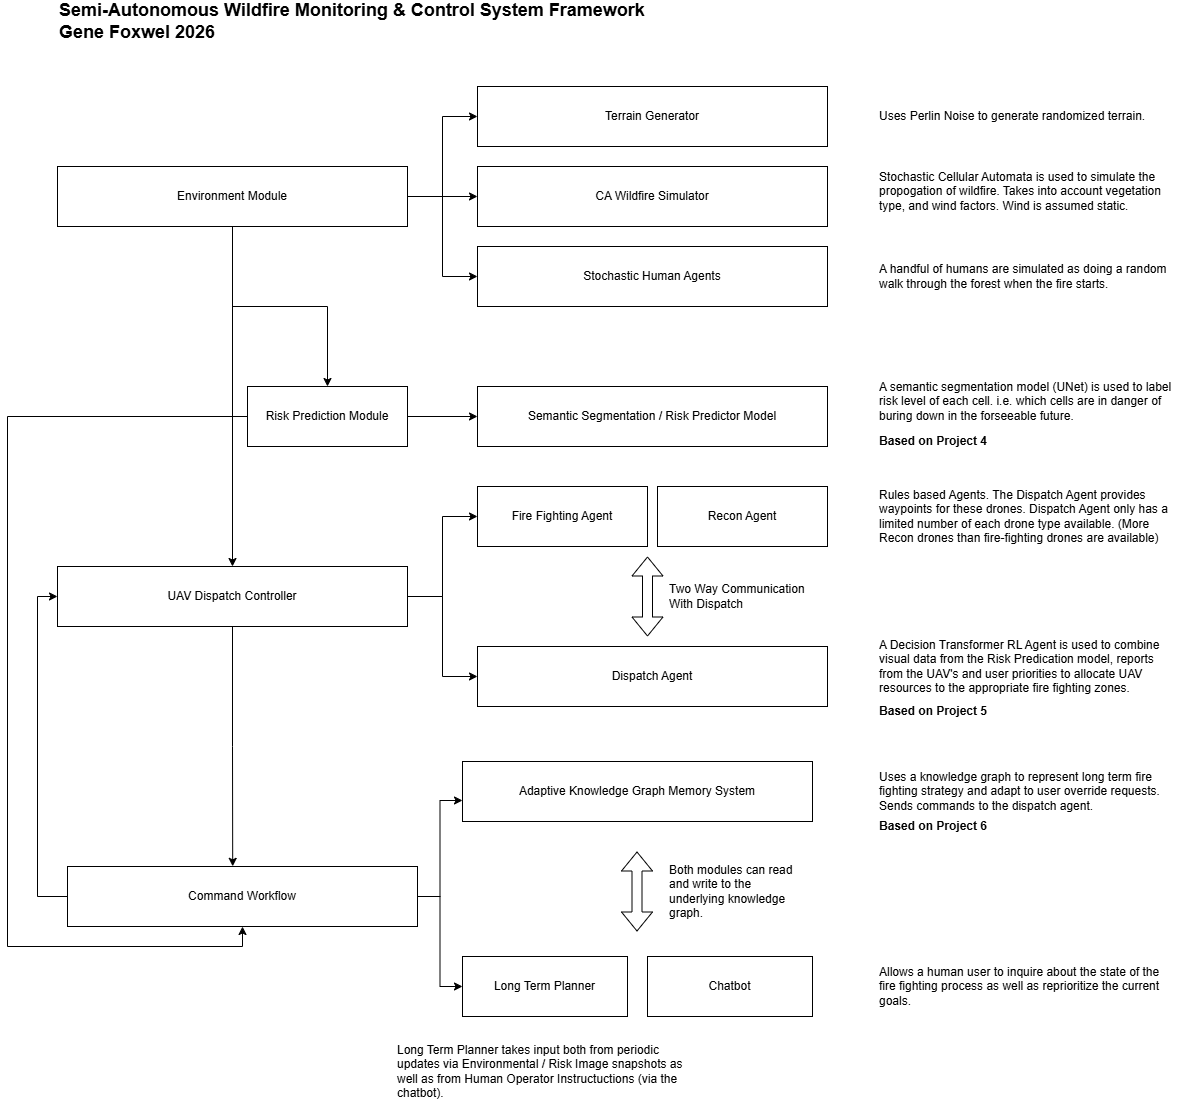 Semi-Autonomous Wildfire Monitoring & Control System Framework
Gene Foxwel 2026
Terrain Generator
Uses Perlin Noise to generate randomized terrain.
Environment Module
CA Wildfire Simulator
Stochastic Cellular Automata is used to simulate the
propogation of wildfire. Takes into account vegetation
type, and wind factors. Wind is assumed static.
Stochastic Human Agents
A handful of humans are simulated as doing a random
walk through the forest when the fire starts.
Risk Prediction Module
Semantic Segmentation / Risk Predictor Model
A semantic segmentation model (UNet) is used to label
risk level of each cell. i.e. which cells are in danger of
buring down in the forseeable future.
Based on Project 4
Fire Fighting Agent
Recon Agent
Rules based Agents. The Dispatch Agent provides
waypoints for these drones. Dispatch Agent only has a
limited number of each drone type available. (More
Recon drones than fire-fighting drones are available)
UAV Dispatch Controller
Two Way Communication
With Dispatch
Dispatch Agent
A Decision Transformer RL Agent is used to combine
visual data from the Risk Predication model, reports
from the UAV's and user priorities to allocate UAV
resources to the appropriate fire fighting zones.
Based on Project 5
Adaptive Knowledge Graph Memory System
Uses a knowledge graph to represent long term fire
fighting strategy and adapt to user override requests.
Sends commands to the dispatch agent.
Based on Project 6
Command Workflow
Both modules can read
and write to the
underlying knowledge
graph.
Long Term Planner
Chatbot
Allows a human user to inquire about the state of the
fire fighting process as well as reprioritize the current
goals.
Long Term Planner takes input both from periodic
updates via Environmental / Risk Image snapshots as
well as from Human Operator Instructuctions (via the
chatbot).